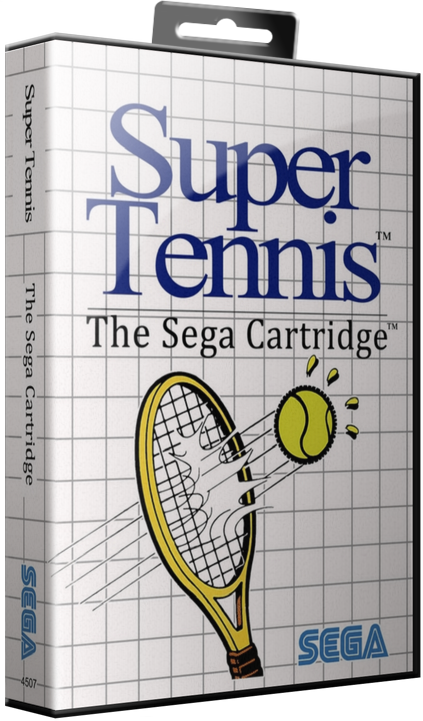 Super
Tennis™
The Sega Cartridge™
SEGA
Super Tennis
The Sega Cartridge
SEGA
4507